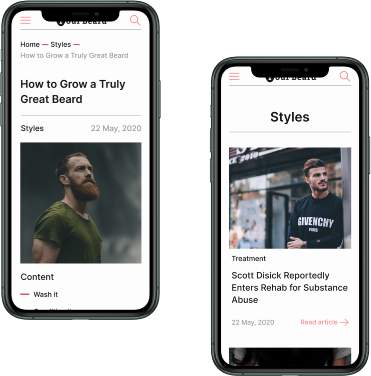 Your Beard
Home — Styles —
How to Grow a Truly Great Beard
How to Grow a Truly
Great Beard
Styles 22 May, 2020
Content
Wash it
Your Beard
Styles
GIVENCHY
PARIS
Treatment
Scott Disick Reportedly
Enters Rehab for Substance
Abuse
22 May, 2020 Read article